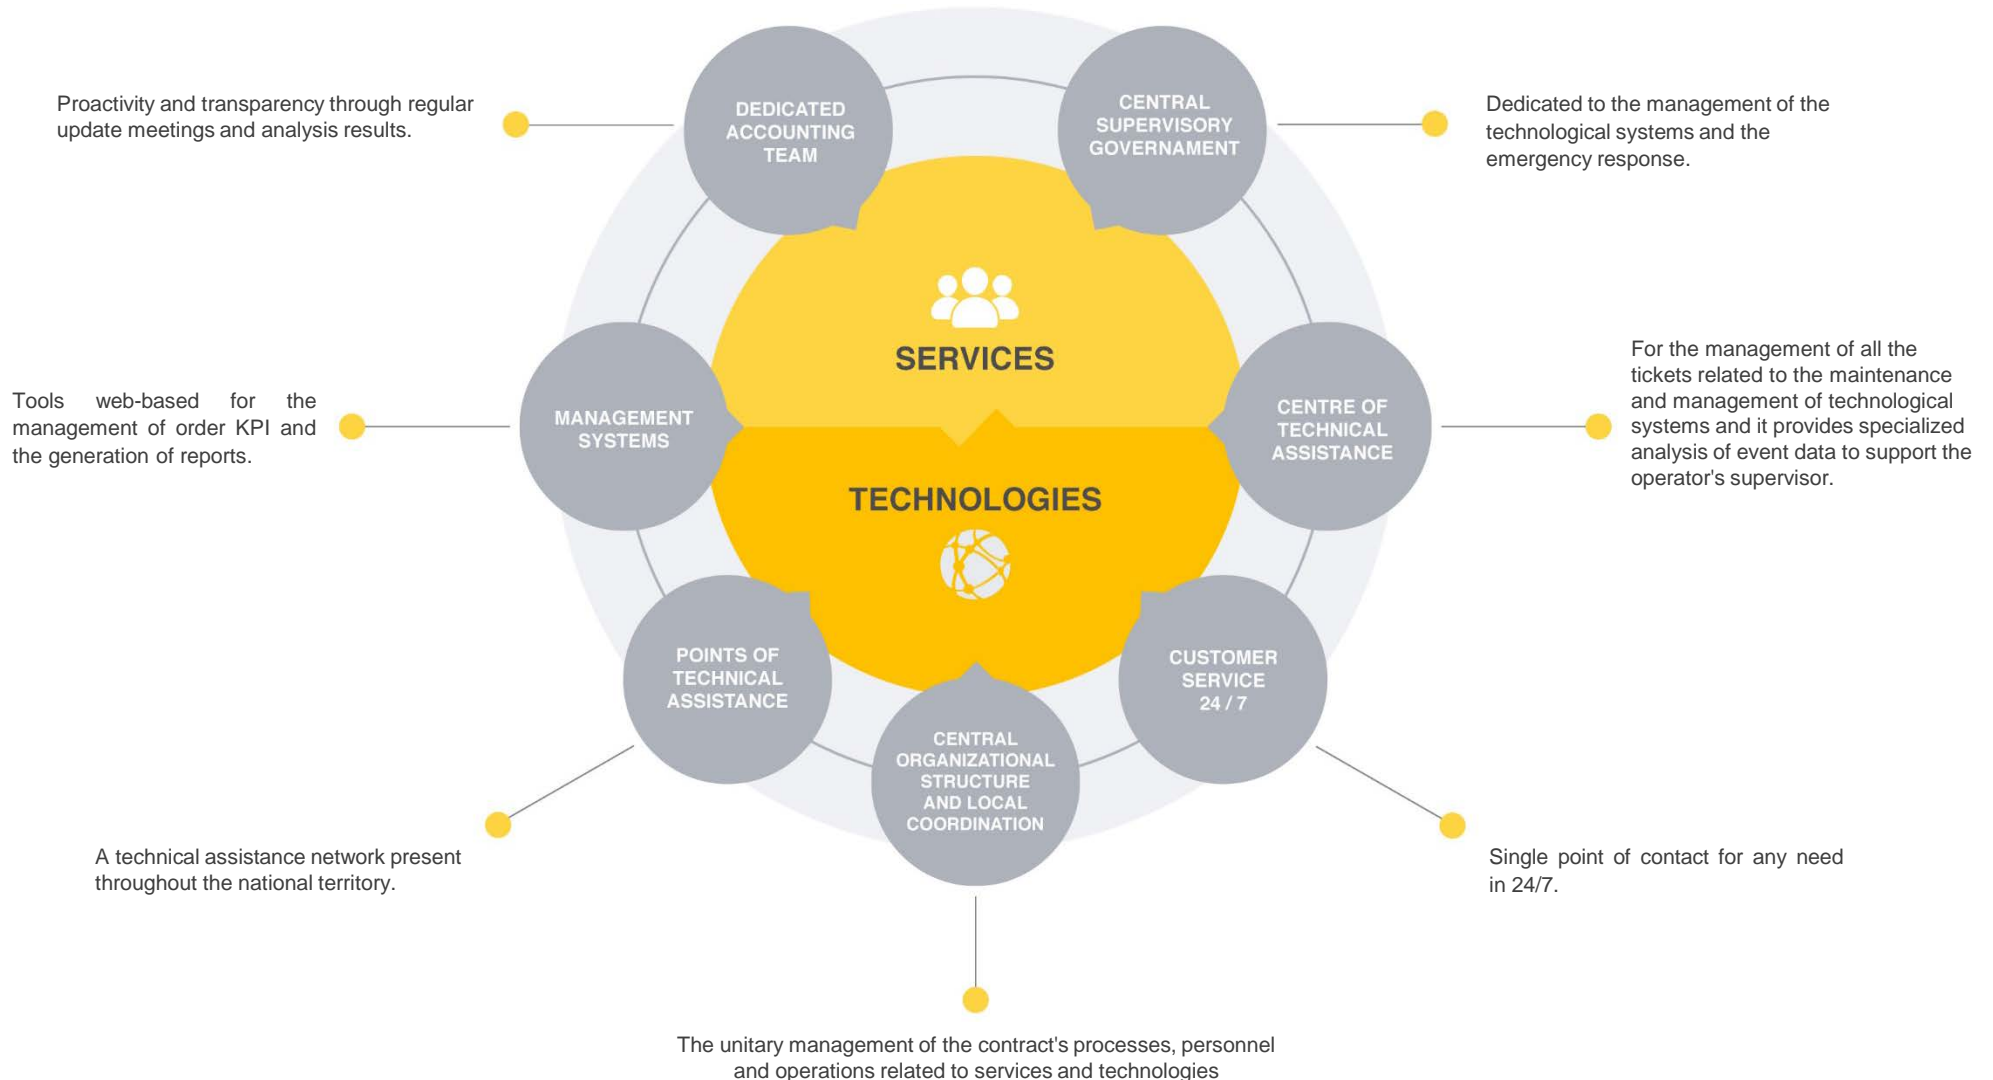 Proactivity and transparency through regular
update meetings and analysis results.
DEDICATED
ACCOUNTING
TEAM
CENTRAL
SUPERVISORY
GOVERNAMENT
Dedicated to the management of the
technological systems and the
emergency response.
SERVICES
Tools web-based for the
management of order KPI and
the generation of reports.
MANAGEMENT
SYSTEMS
CENTRE OF
TECHNICAL
ASSISTANCE
For the management of all the
tickets related to the maintenance
and management of technological
systems and it provides specialized
analysis of event data to support the
operator's supervisor.
TECHNOLOGIES
POINTS OF
TECHNICAL
ASSISTANCE
CUSTOMER
SERVICE
24 / 7
CENTRAL
ORGANIZATIONAL
STRUCTURE
AND LOCAL
COORDINATION
A technical assistance network present
throughout the national territory.
Single point of contact for any need
in 24/7.
The unitary management of the contract's processes, personnel
and operations related to services and technologies